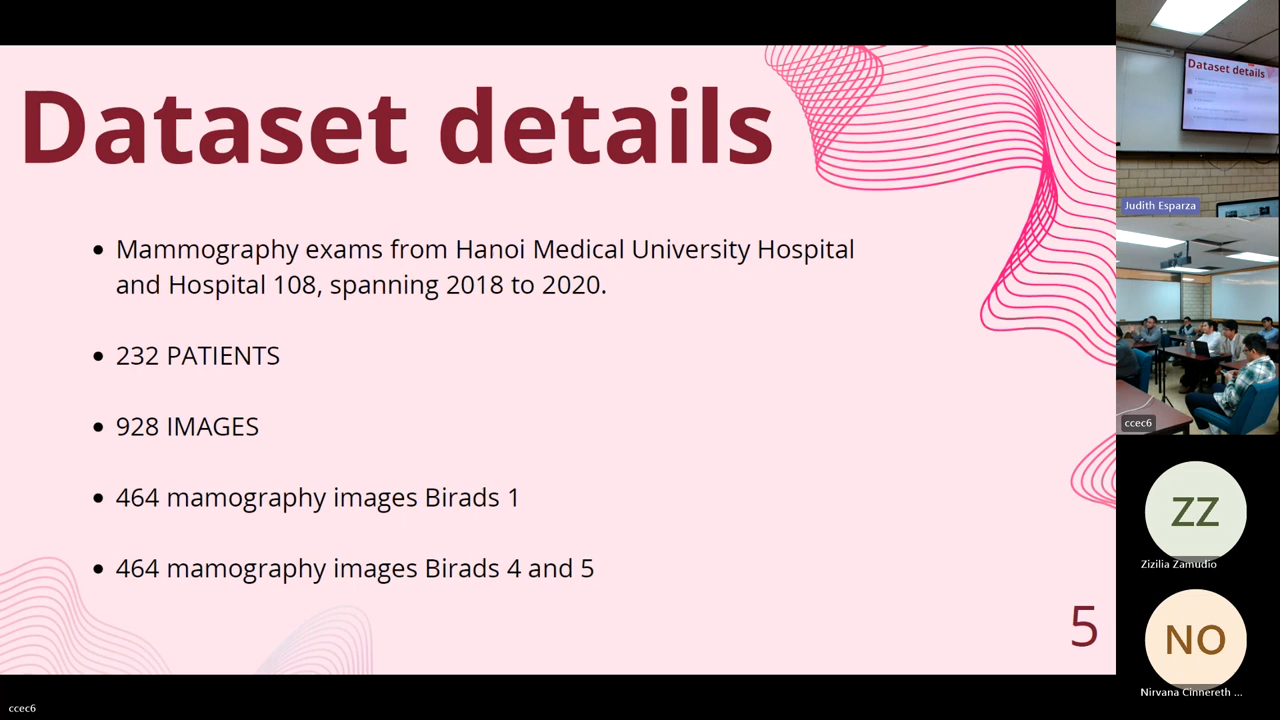 Dataset details
Mammography exams from Hanoi Medical University Hospital
and Hospital 108, spanning 2018 to 2020.
232 PATIENTS
928 IMAGES
464 mamography images Birads 1
464 mamography images Birads 4 and 5
5
ccec6
Dataset details
Judith Esparza
ccec6
ZZ
Zizilia Zamudio
NO
Nirvana Cinnereth ...